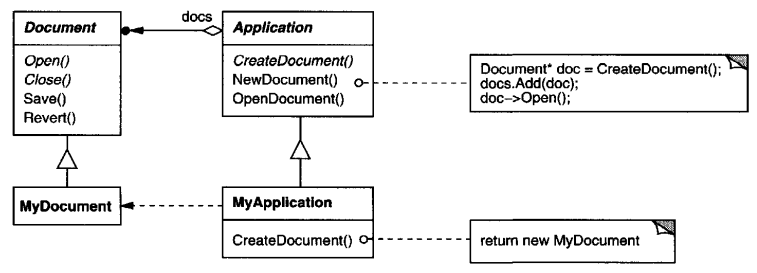 Document
Open()
Close()
Save()
Revert()
docs
Application
CreateDocument()
NewDocument()
OpenDocument()
Document* doc = CreateDocument();
docs.Add(doc);
doc->Open();
MyDocument
MyApplication
CreateDocument()
return new MyDocument